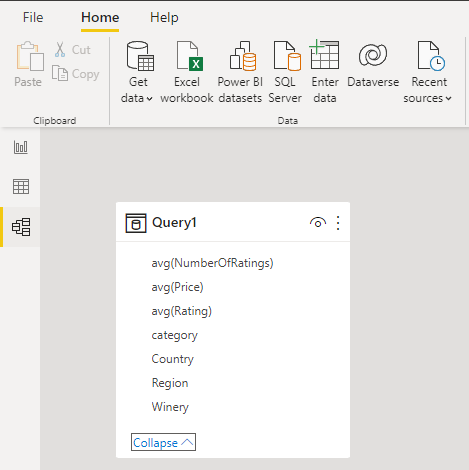 File Home Help
Paste
Cut
Copy
Get data
Excel workbook
Power BI datasets
SQL Server
Enter data
Dataverse
Recent sources
Clipboard
Data
Query1
avg(NumberOfRatings)
avg(Price)
avg(Rating)
category
Country
Region
Winery
Collapse